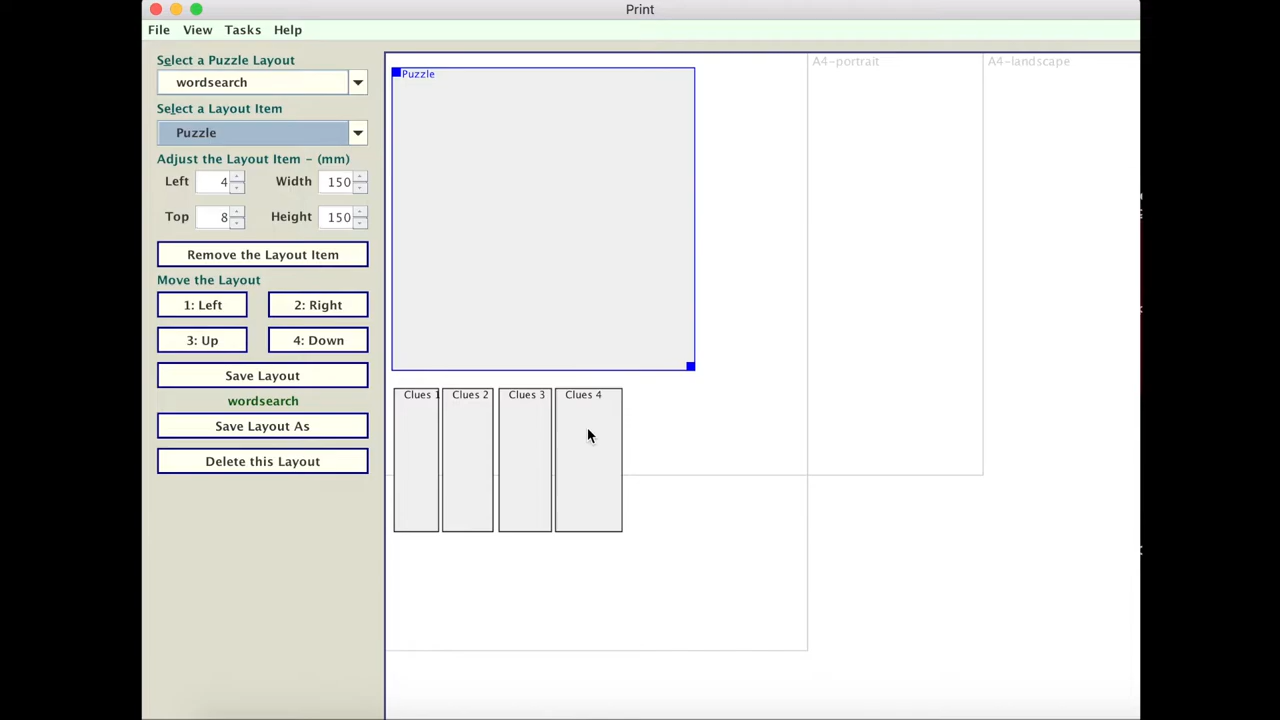 Print
File View Tasks Help
Select a Puzzle Layout
wordsearch
Select a Layout Item
Puzzle
Adjust the Layout Item - (mm)
Left 4 Width 150
Top 8 Height 150
Remove the Layout Item
Move the Layout
1: Left 2: Right
3: Up 4: Down
Save Layout
wordsearch
Save Layout As
Delete this Layout
Puzzle
A4-portrait A4-landscape
Clues 1 Clues 2 Clues 3 Clues 4